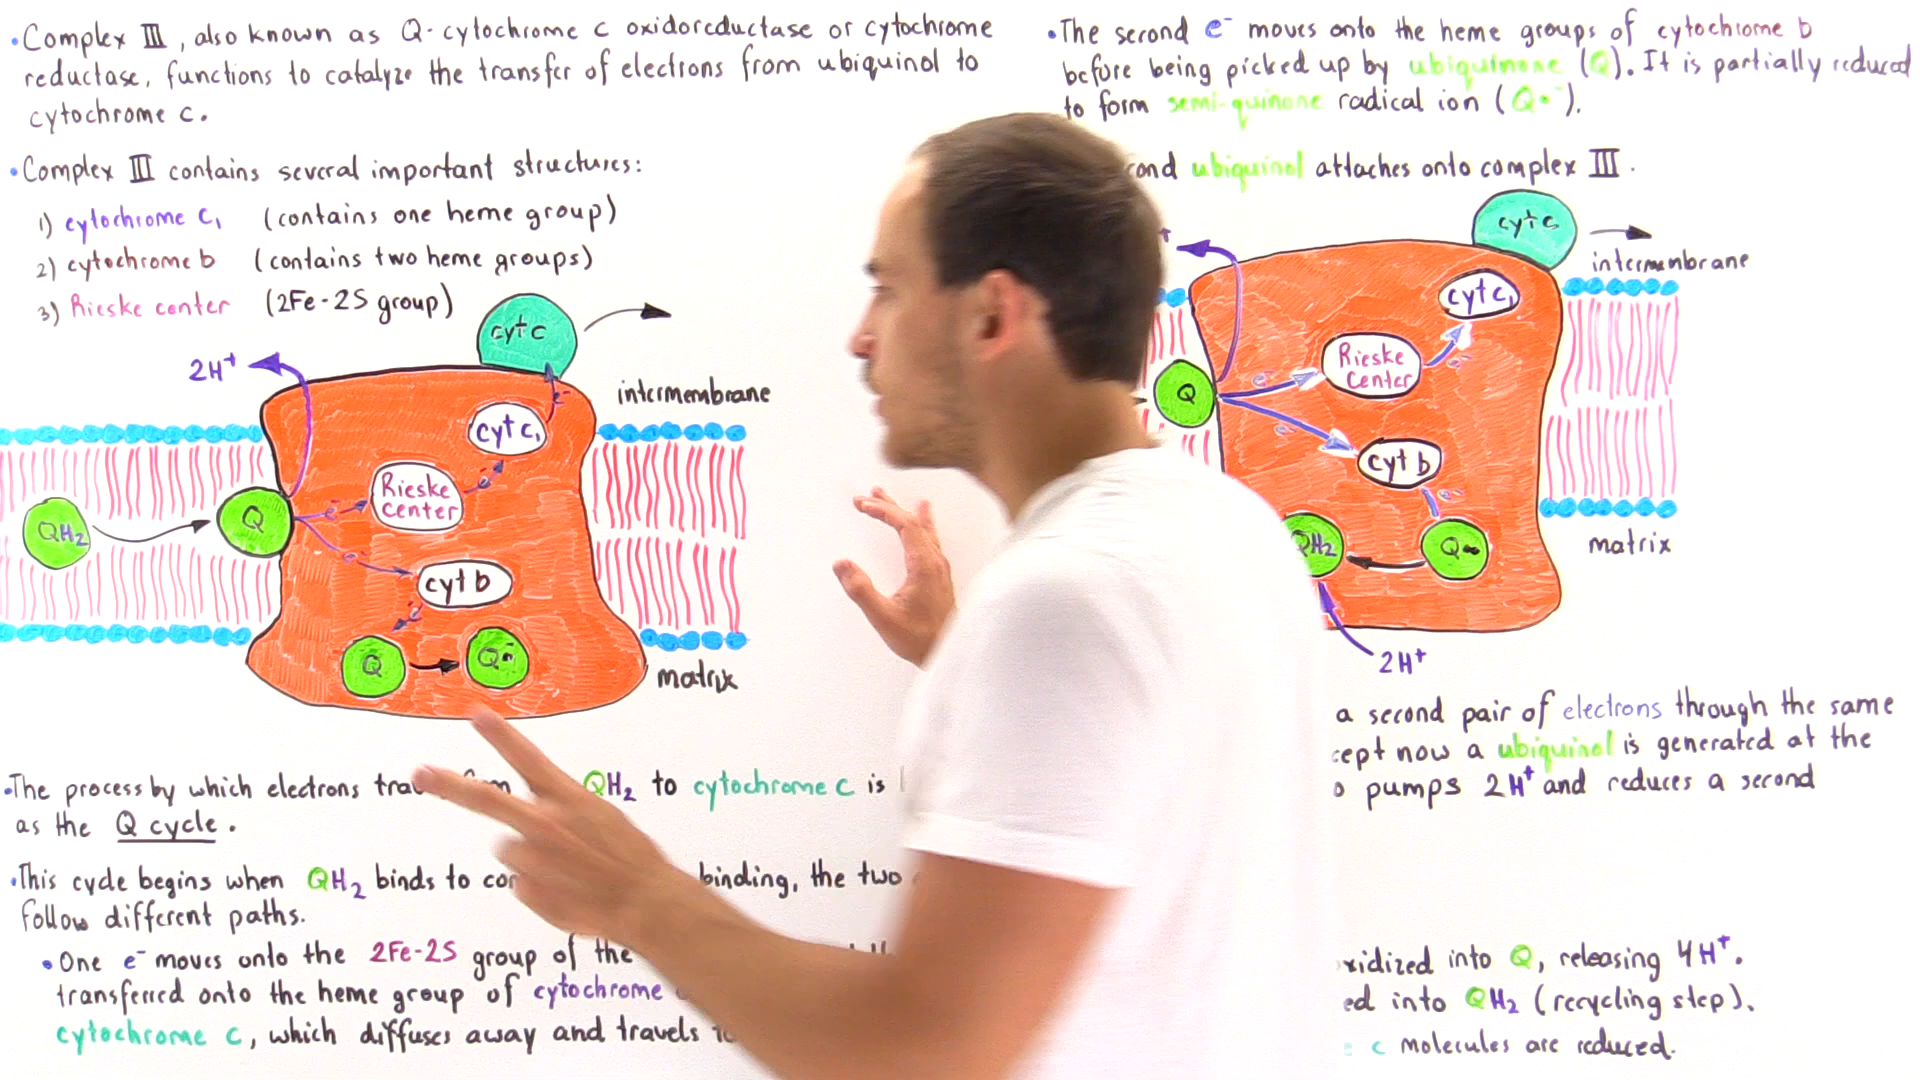 •Complex III, also known as Q-cytochrome c oxidoreductase or cytochrome
reductase, functions to catalyze the transfer of electrons from ubiquinol to
cytochrome c.
•Complex III contains several important structures:
1) cytochrome c₁ (contains one heme group)
2) cytochrome b (contains two heme groups)
3) Rieske center (2Fe-2S group)
cyt c
2H⁺
intermembrane
cyt c₁
Rieske
center
QH₂
Q
e⁻
e⁻
e⁻
e⁻
e⁻
cyt b
Q
Q•⁻
matrix
•The process by which electrons QH₂ to cytochrome c is
as the Q cycle.
•This cycle begins when QH₂ binds to binding, the two
follow different paths.
•One e⁻ moves onto the 2Fe-2S group of the
transferred onto the heme group of cytochrome
cytochrome c, which diffuses away and travels
•The second e⁻ moves onto the heme groups of cytochrome b
before being picked up by ubiquinone (Q). It is partially reduced
to form semi-quinone radical ion (Q•⁻).
ubiquinol attaches onto complex III.
cyt c
intermembrane
cyt c₁
Rieske
center
Q
e⁻
e⁻
e⁻
cyt b
e⁻
QH₂
Q•⁻
matrix
2H⁺
a second pair of electrons through the same
now a ubiquinol is generated at the
pumps 2H⁺ and reduces a second
into Q, releasing 4H⁺.
into QH₂ (recycling step).
c molecules are reduced.